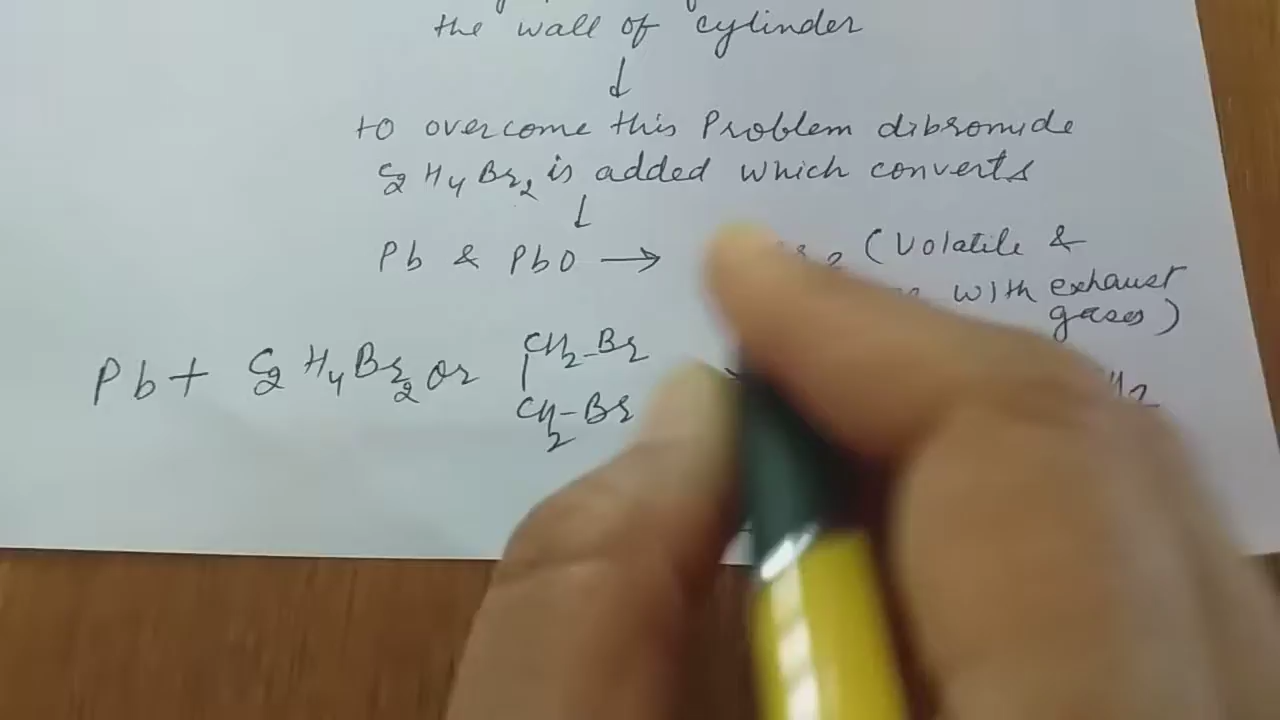 the wall of cylinder
↓
to overcome this Problem dibromide
C2H4Br2 is added which converts
↓
Pb & PbO → (Volatile &
with exhaust
gases)
Pb + C2H4Br2 or CH2-Br
CH2-Br